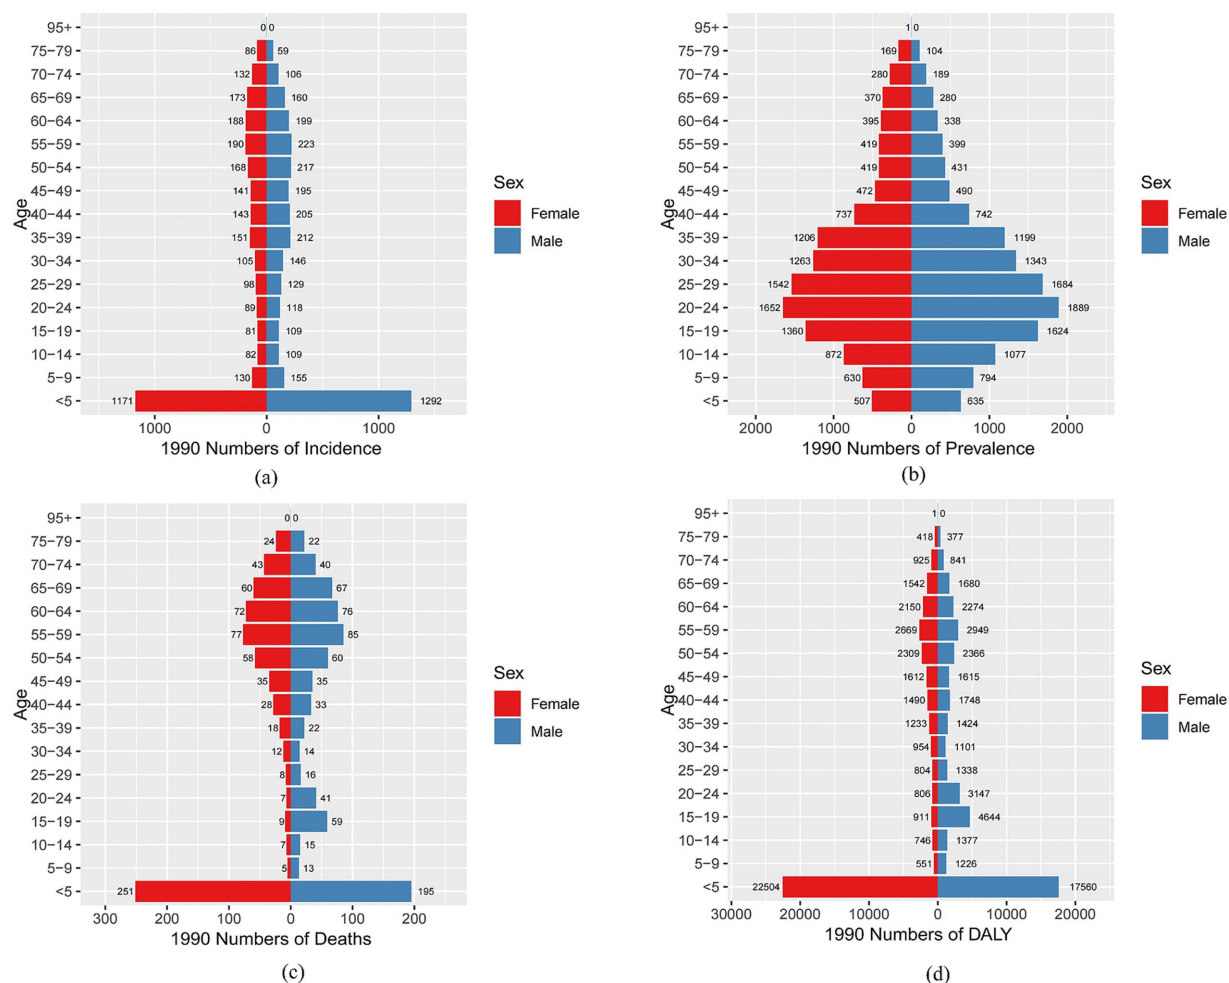 95+ 0 0
75−79 86 59
70−74 132 106
65−69 173 160
60−64 188 199
55−59 190 223
50−54 168 217
45−49 141 195
40−44 143 205
35−39 151 212
30−34 105 146
25−29 98 129
20−24 89 118
15−19 81 109
10−14 82 109
5−9 130 155
<5 1171 1292
1000 0 1000
1990 Numbers of Incidence
Age
Sex
Female
Male
(a)
95+ 1 0
75−79 169 104
70−74 280 189
65−69 370 280
60−64 395 338
55−59 419 399
50−54 419 431
45−49 472 490
40−44 737 742
35−39 1206 1199
30−34 1263 1343
25−29 1542 1684
20−24 1652 1889
15−19 1360 1624
10−14 872 1077
5−9 630 794
<5 507 635
2000 1000 0 1000 2000
1990 Numbers of Prevalence
Age
Sex
Female
Male
(b)
95+ 0 0
75−79 24 22
70−74 43 40
65−69 60 67
60−64 72 76
55−59 77 85
50−54 58 60
45−49 35 35
40−44 28 33
35−39 18 22
30−34 12 14
25−29 8 16
20−24 7 41
15−19 9 59
10−14 7 15
5−9 5 13
<5 251 195
300 200 100 0 100 200
1990 Numbers of Deaths
Age
Sex
Female
Male
(c)
95+ 1 0
75−79 418 377
70−74 925 841
65−69 1542 1680
60−64 2150 2274
55−59 2669 2949
50−54 2309 2366
45−49 1612 1615
40−44 1490 1748
35−39 1233 1424
30−34 954 1101
25−29 804 1338
20−24 806 3147
15−19 911 4644
10−14 746 1377
5−9 551 1226
<5 22504 17560
30000 20000 10000 0 10000 20000
1990 Numbers of DALY
Age
Sex
Female
Male
(d)